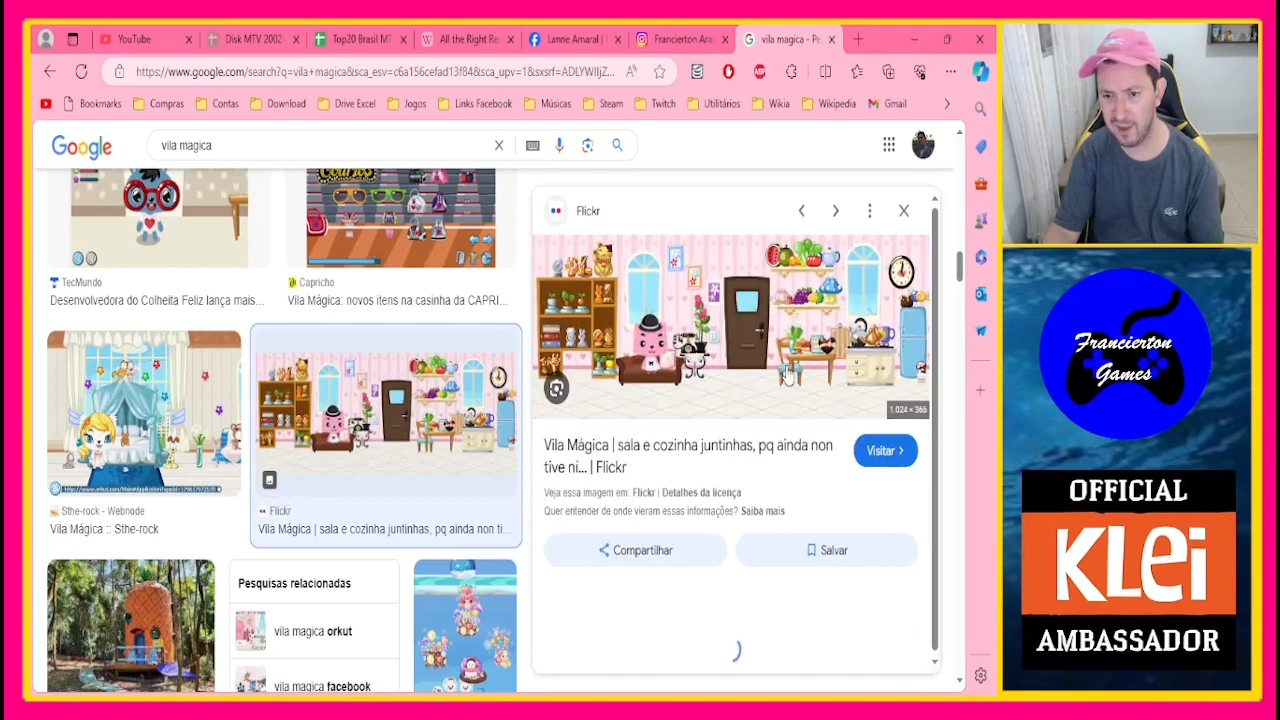 YouTube
Disk MTV 2002-
Top20 Brasil MT
All the Right Re
Lanne Amaral |
Francierton Ara
vila magica - Pe
https://www.google.com/search?q=vila+magica&sca_esv=c6a156cefad13f9d&sca_upv=1&sxsrf=ADLYWIIjZ...
Bookmarks
Compras
Contas
Download
Drive Excel
Jogos
Links Facebook
Músicas
Steam
Twitch
Utilitários
Wikia
Wikipedia
Gmail
Google
vila magica
Flickr
TecMundo
Desenvolvedora do Colheita Feliz lança mais...
Capricho
Vila Mágica: novos itens na casinha da CAPRI...
1.024 × 366
Vila Mágica | sala e cozinha juntinhas, pq ainda non
tive ni... | Flickr
Visitar
Veja essa imagem em: Flickr | Detalhes da licença
Quer entender de onde vieram essas informações? Saiba mais
Compartilhar
Salvar
Sthe-rock - Webnode
Vila Mágica :: Sthe-rock
Flickr
Vila Mágica | sala e cozinha juntinhas, pq ainda non ti...
Pesquisas relacionadas
vila magica orkut
vila magica facebook
Francierton
Games
OFFICIAL
KLei
AMBASSADOR